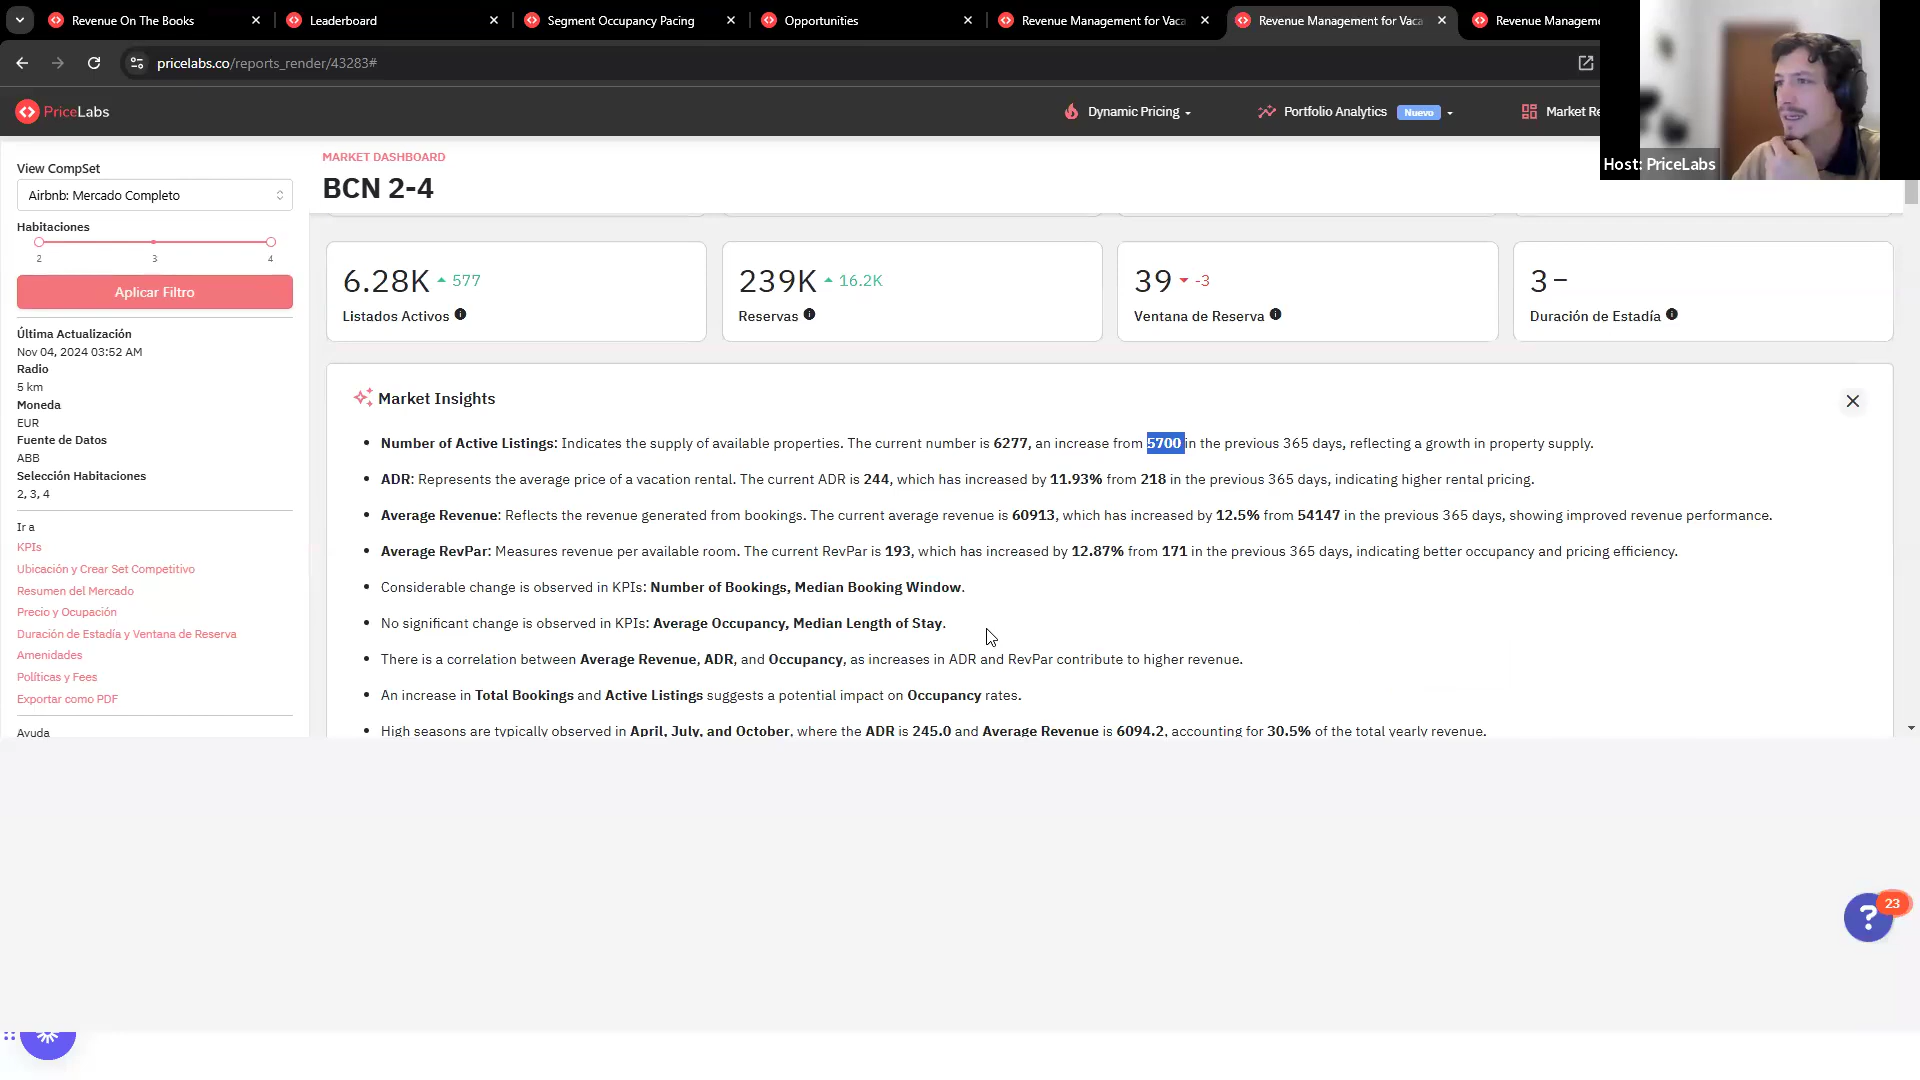 Revenue On The Books
Leaderboard
Segment Occupancy Pacing
Opportunities
Revenue Management for Vaca
Revenue Management for Vaca
Revenue Manageme
pricelabs.co/reports_render/43283#
PriceLabs
Dynamic Pricing
Portfolio Analytics
Nuevo
Market Re
Host: PriceLabs
View CompSet
Airbnb: Mercado Completo
Habitaciones
2
3
4
Aplicar Filtro
Última Actualización
Nov 04, 2024 03:52 AM
Radio
5 km
Moneda
EUR
Fuente de Datos
ABB
Selección Habitaciones
2, 3, 4
Ir a
KPIs
Ubicación y Crear Set Competitivo
Resumen del Mercado
Precio y Ocupación
Duración de Estadía y Ventana de Reserva
Amenidades
Políticas y Fees
Exportar como PDF
Ayuda
MARKET DASHBOARD
BCN 2-4
6.28K 577
Listados Activos
239K 16.2K
Reservas
39 -3
Ventana de Reserva
3 –
Duración de Estadía
Market Insights
• Number of Active Listings: Indicates the supply of available properties. The current number is 6277, an increase from 5700 in the previous 365 days, reflecting a growth in property supply.
• ADR: Represents the average price of a vacation rental. The current ADR is 244, which has increased by 11.93% from 218 in the previous 365 days, indicating higher rental pricing.
• Average Revenue: Reflects the revenue generated from bookings. The current average revenue is 60913, which has increased by 12.5% from 54147 in the previous 365 days, showing improved revenue performance.
• Average RevPar: Measures revenue per available room. The current RevPar is 193, which has increased by 12.87% from 171 in the previous 365 days, indicating better occupancy and pricing efficiency.
• Considerable change is observed in KPIs: Number of Bookings, Median Booking Window.
• No significant change is observed in KPIs: Average Occupancy, Median Length of Stay.
• There is a correlation between Average Revenue, ADR, and Occupancy, as increases in ADR and RevPar contribute to higher revenue.
• An increase in Total Bookings and Active Listings suggests a potential impact on Occupancy rates.
• High seasons are typically observed in April, July, and October, where the ADR is 245.0 and Average Revenue is 6094.2, accounting for 30.5% of the total yearly revenue.
?
23